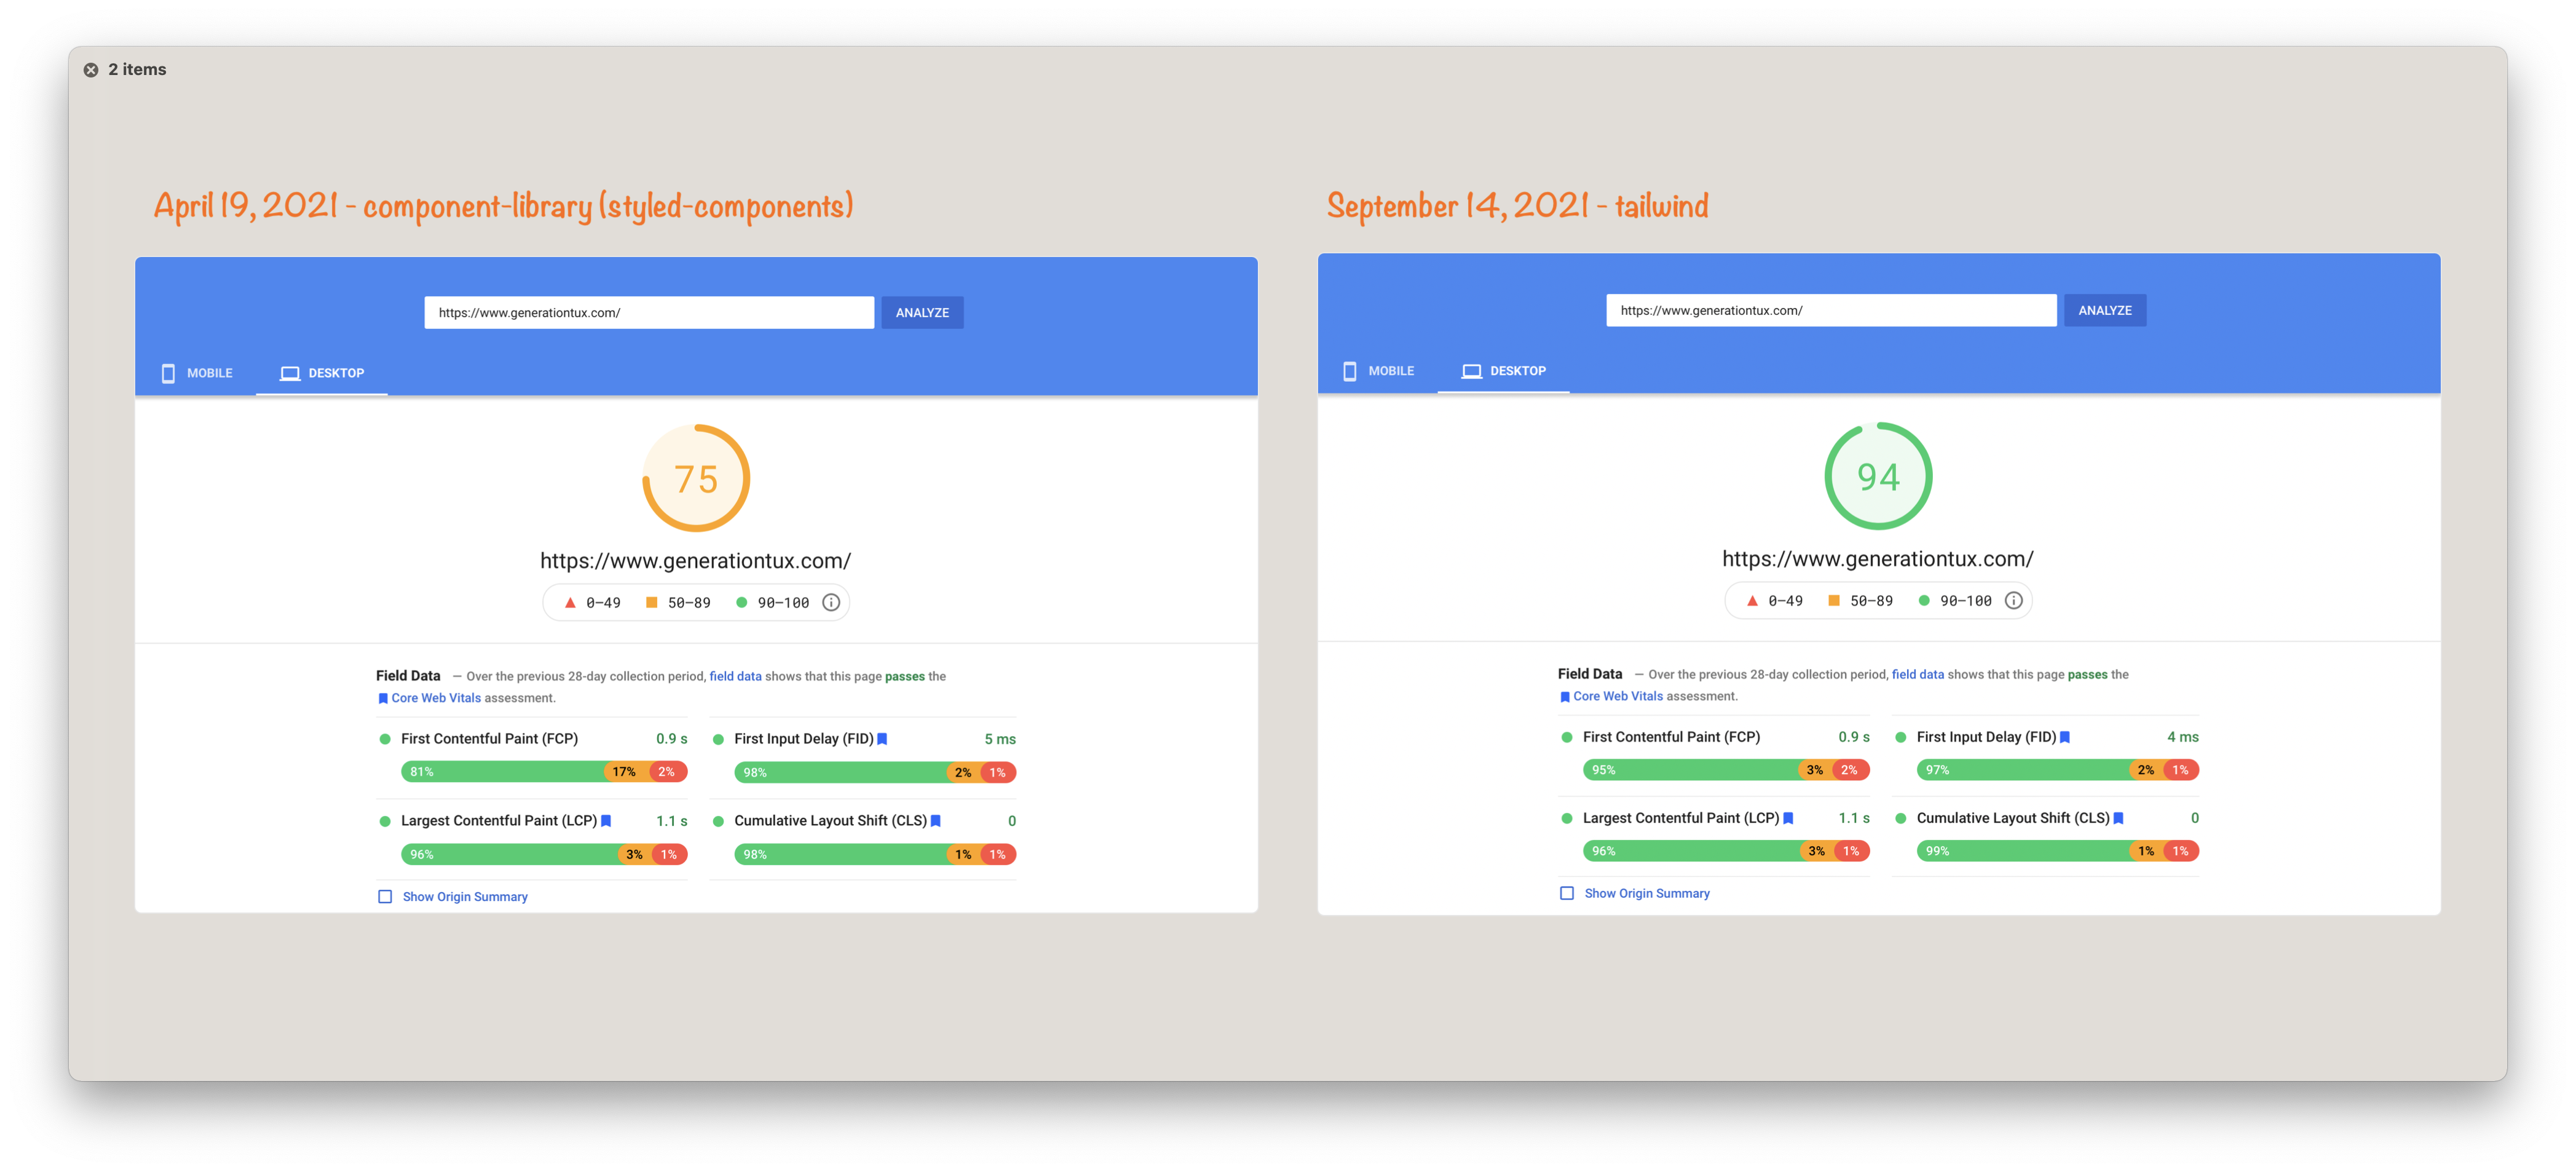 2 items
April 19, 2021 - component-library (styled-components)
https://www.generationtux.com/ ANALYZE
MOBILE DESKTOP
75
https://www.generationtux.com/
0–49 50–89 90–100
Field Data — Over the previous 28-day collection period, field data shows that this page passes the
Core Web Vitals assessment.
First Contentful Paint (FCP) 0.9 s
81% 17% 2%
First Input Delay (FID) 5 ms
98% 2% 1%
Largest Contentful Paint (LCP) 1.1 s
96% 3% 1%
Cumulative Layout Shift (CLS) 0
98% 1% 1%
Show Origin Summary
September 14, 2021 - tailwind
https://www.generationtux.com/ ANALYZE
MOBILE DESKTOP
94
https://www.generationtux.com/
0–49 50–89 90–100
Field Data — Over the previous 28-day collection period, field data shows that this page passes the
Core Web Vitals assessment.
First Contentful Paint (FCP) 0.9 s
95% 3% 2%
First Input Delay (FID) 4 ms
97% 2% 1%
Largest Contentful Paint (LCP) 1.1 s
96% 3% 1%
Cumulative Layout Shift (CLS) 0
99% 1% 1%
Show Origin Summary